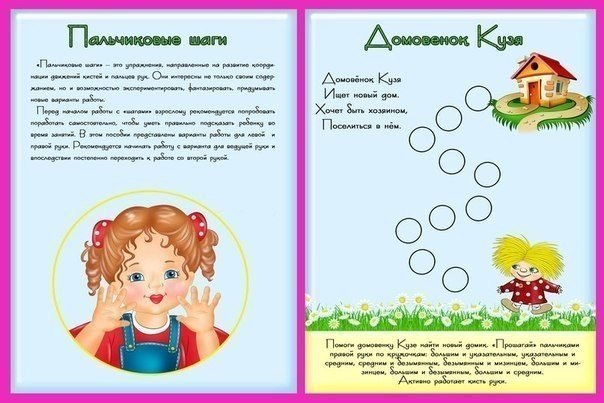 Пальчиковые шаги
«Пальчиковые шаги» – это упражнения, направленные на развитие коорди-
нации движений кистей и пальцев рук. Они интересны не только своим содер-
жанием, но и возможностью экспериментировать, фантазировать, придумывать
новые варианты работы.
Перед началом работы с «шагами» взрослому рекомендуется попробовать
поработать самостоятельно, чтобы уметь правильно подсказать ребенку во
время занятий. В этом пособии представлены варианты работы для левой и
правой руки. Рекомендуется начинать работу с варианта для ведущей руки и
впоследствии постепенно переходить к работе со второй рукой.
Домовенок Кузя
Домовёнок Кузя
Ищет новый дом.
Хочет быть хозяином,
Поселиться в нём.
Помоги домовенку Кузе найти новый домик. «Прошагай» пальчиками
правой руки по кружочкам: большим и указательным, указательным и
средним, средним и безымянным, безымянным и мизинцем, большим и ми-
зинцем, большим и безымянным, большим и средним.
Активно работает кисть руки.